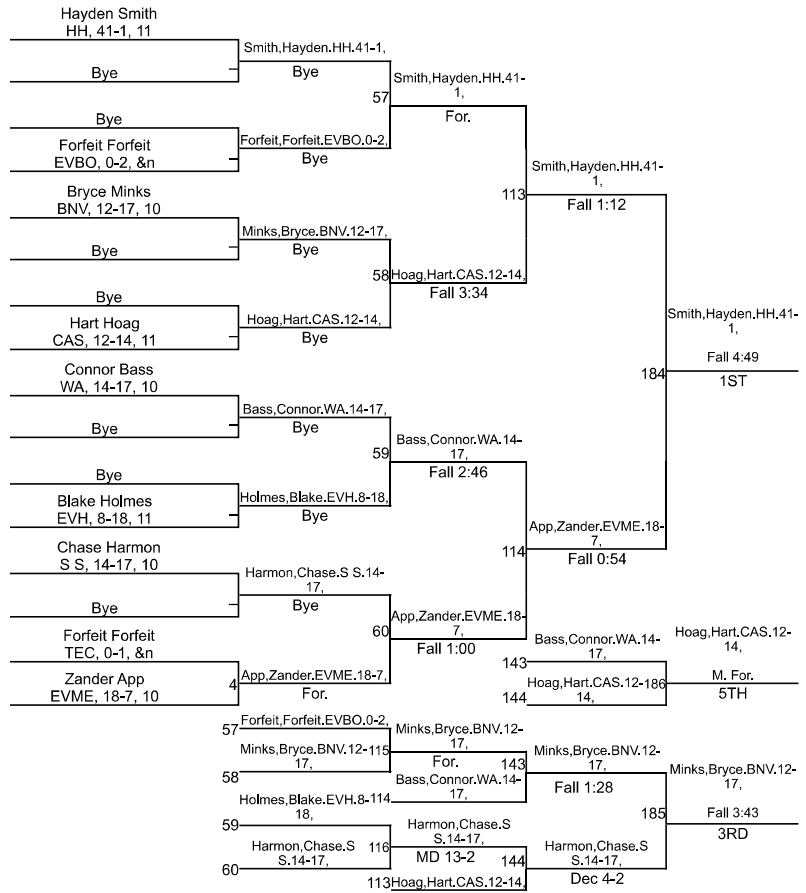 Hayden Smith
HH, 41-1, 11
Bye
Smith,Hayden.HH.41-1,
Bye
Bye
Forfeit Forfeit
EVBO, 0-2, &n
Forfeit,Forfeit.EVBO.0-2,
Bye
57
Smith,Hayden.HH.41-
1,
For.
Bryce Minks
BNV, 12-17, 10
Bye
Minks,Bryce.BNV.12-17,
Bye
Bye
Hart Hoag
CAS, 12-14, 11
Hoag,Hart.CAS.12-14,
Bye
58
Hoag,Hart.CAS.12-14,
Fall 3:34
113
Smith,Hayden.HH.41-
1,
Fall 1:12
Connor Bass
WA, 14-17, 10
Bye
Bass,Connor.WA.14-17,
Bye
Bye
Blake Holmes
EVH, 8-18, 11
Holmes,Blake.EVH.8-18,
Bye
59
Bass,Connor.WA.14-
17,
Fall 2:46
Chase Harmon
S S, 14-17, 10
Bye
Harmon,Chase.S S.14-
17,
Bye
Forfeit Forfeit
TEC, 0-1, &n
Zander App
EVME, 18-7, 10
4
App,Zander.EVME.18-7,
For.
60
App,Zander.EVME.18-
7,
Fall 1:00
114
App,Zander.EVME.18-
7,
Fall 0:54
184
Smith,Hayden.HH.41-
1,
Fall 4:49
1ST
143
Bass,Connor.WA.14-
17,
144
Hoag,Hart.CAS.12-
14,
186
Hoag,Hart.CAS.12-
14,
M. For.
5TH
57
Forfeit,Forfeit.EVBO.0-2,
58
Minks,Bryce.BNV.12-
17,
115
Minks,Bryce.BNV.12-
17,
For.
114
Bass,Connor.WA.14-
17,
143
Minks,Bryce.BNV.12-
17,
Fall 1:28
59
Holmes,Blake.EVH.8-
18,
60
Harmon,Chase.S
S.14-17,
116
Harmon,Chase.S
S.14-17,
MD 13-2
113
Hoag,Hart.CAS.12-14,
144
Harmon,Chase.S
S.14-17,
Dec 4-2
185
Minks,Bryce.BNV.12-
17,
Fall 3:43
3RD